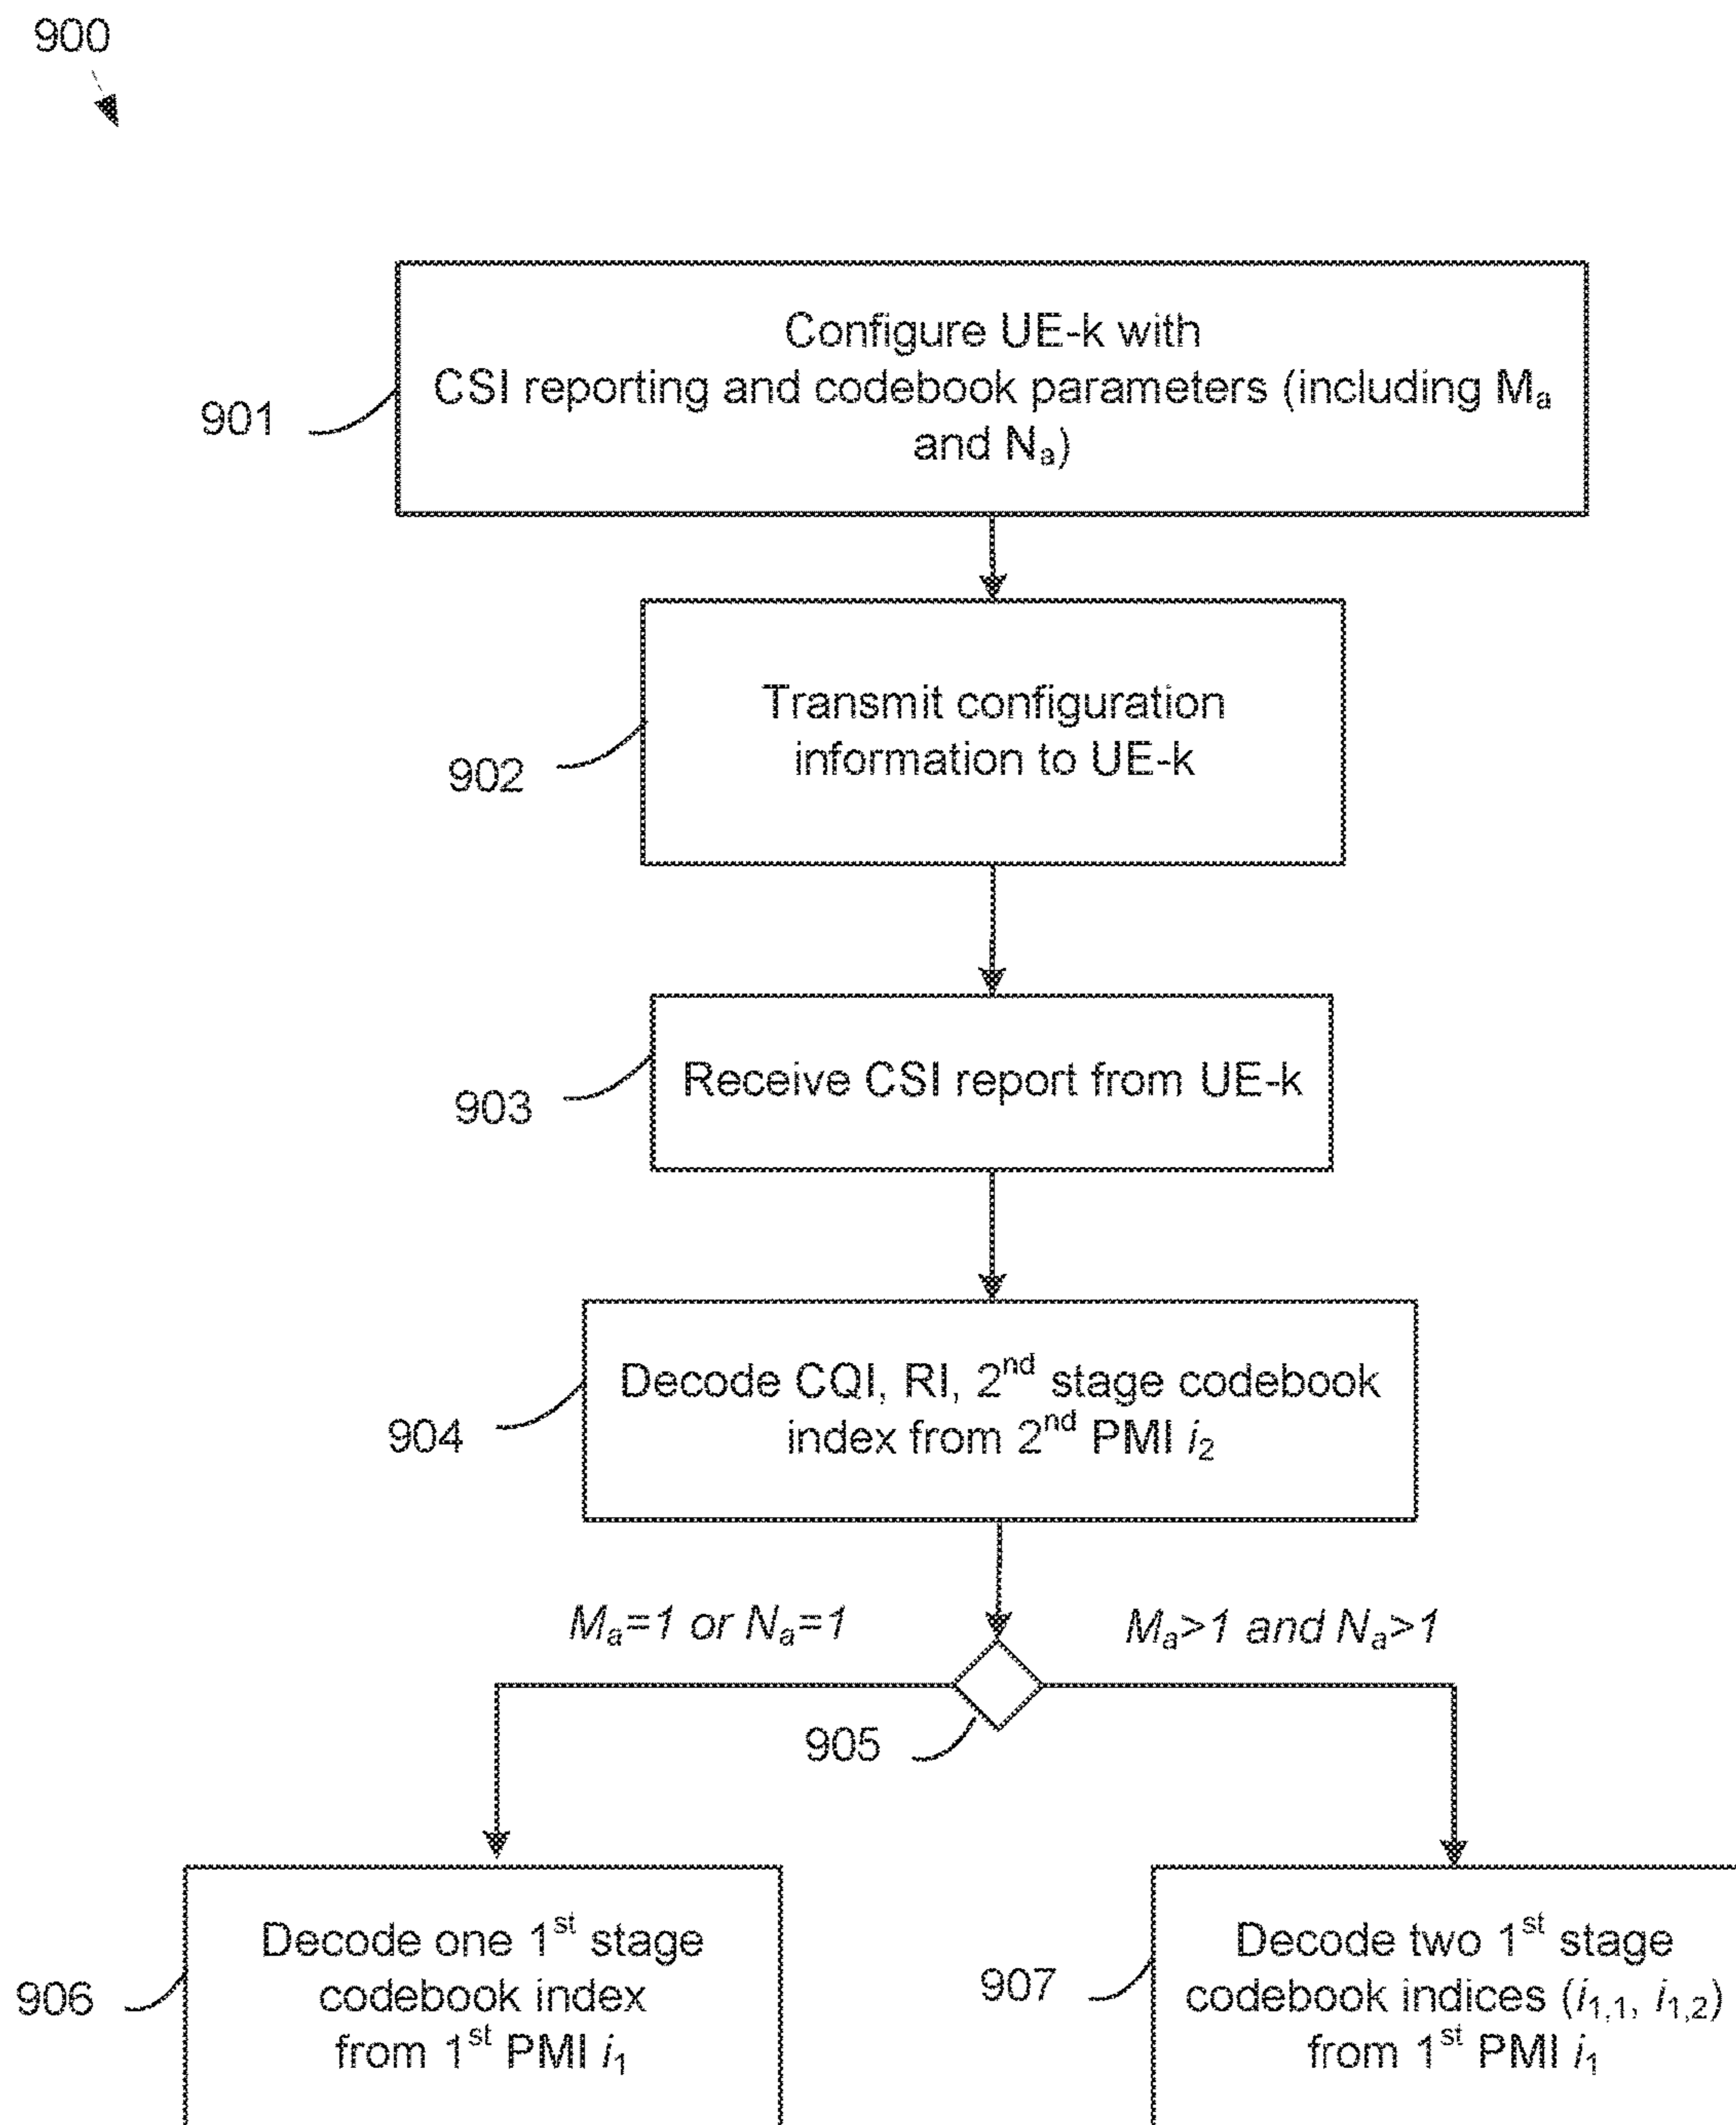 900
Configure UE-k with
CSI reporting and codebook parameters (including Mₐ
and Nₐ)
901
Transmit configuration
information to UE-k
902
Receive CSI report from UE-k
903
Decode CQI, RI, 2ⁿᵈ stage codebook
index from 2ⁿᵈ PMI i₂
904
Mₐ=1 or Nₐ=1
Mₐ>1 and Nₐ>1
905
Decode one 1ˢᵗ stage
codebook index
from 1ˢᵗ PMI i₁
906
Decode two 1ˢᵗ stage
codebook indices (i₁,₁, i₁,₂)
from 1ˢᵗ PMI i₁
907